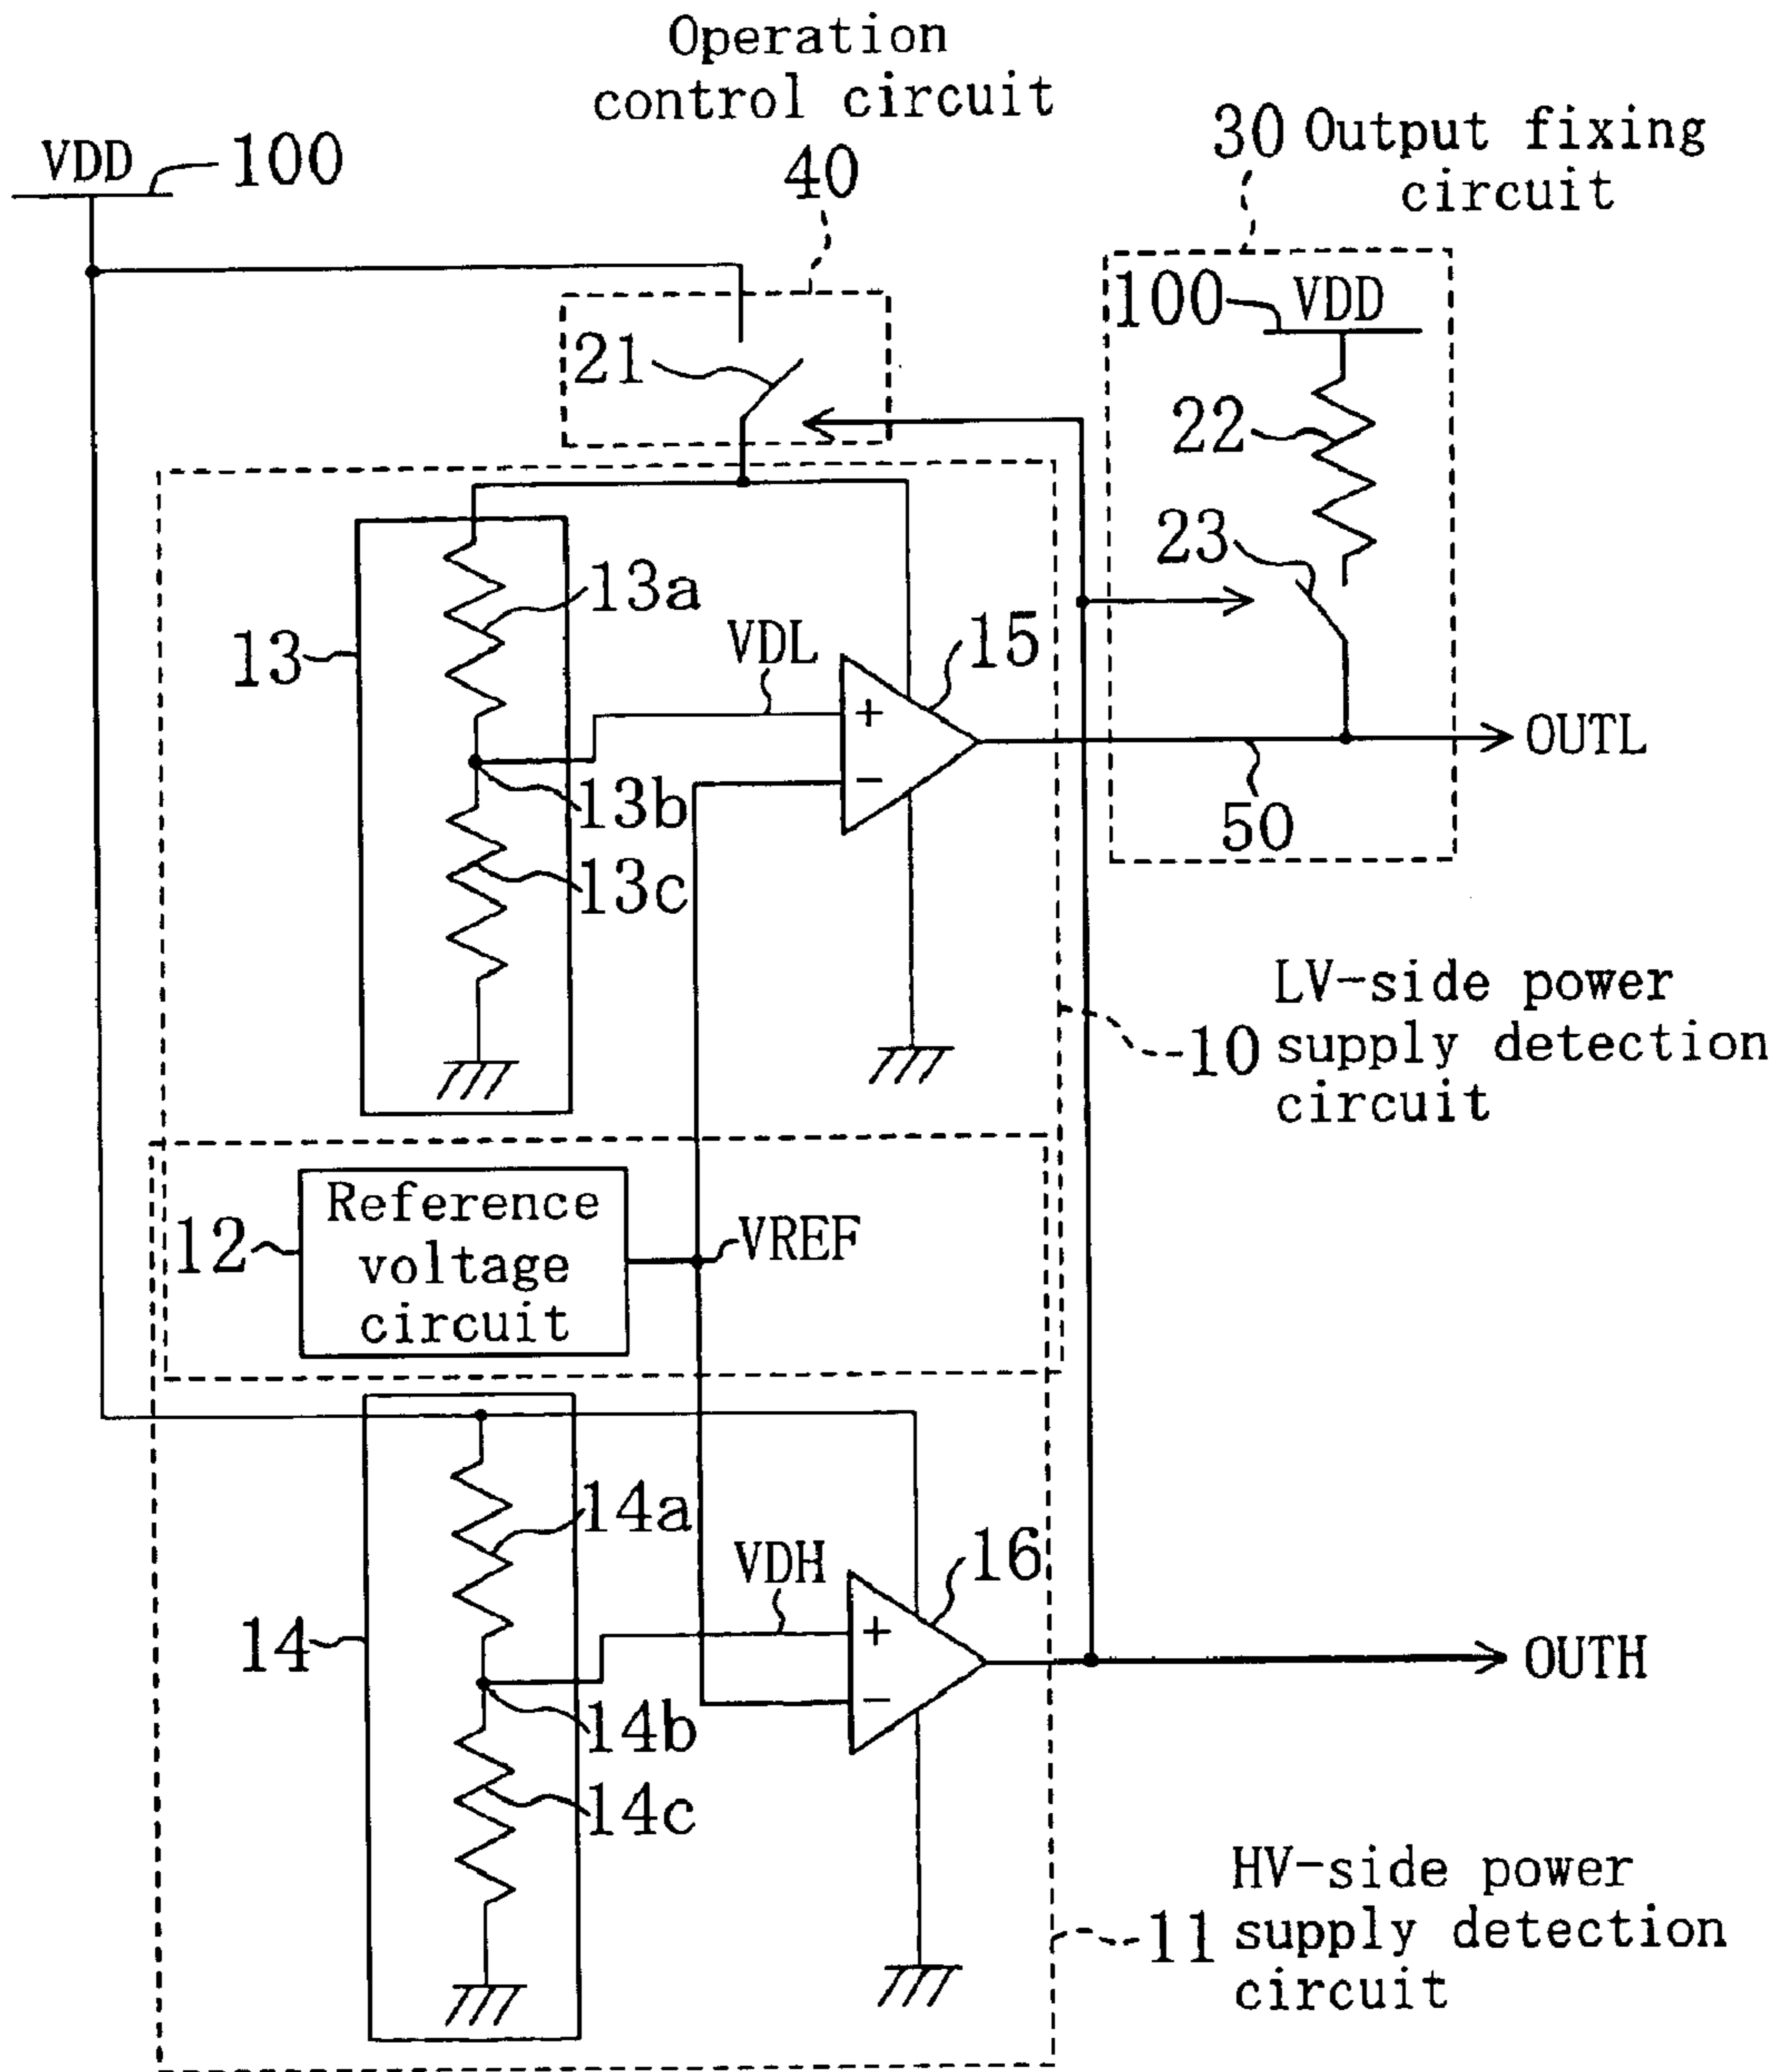 Operation
control circuit
40
VDD
100
30 Output fixing
circuit
100
VDD
21
22
23
13a
13
VDL
15
OUTL
13b
50
13c
LV-side power
10 supply detection
circuit
Reference
voltage
circuit
12
VREF
14a
VDH
16
14
OUTH
14b
14c
HV-side power
11 supply detection
circuit
+
−
+
−